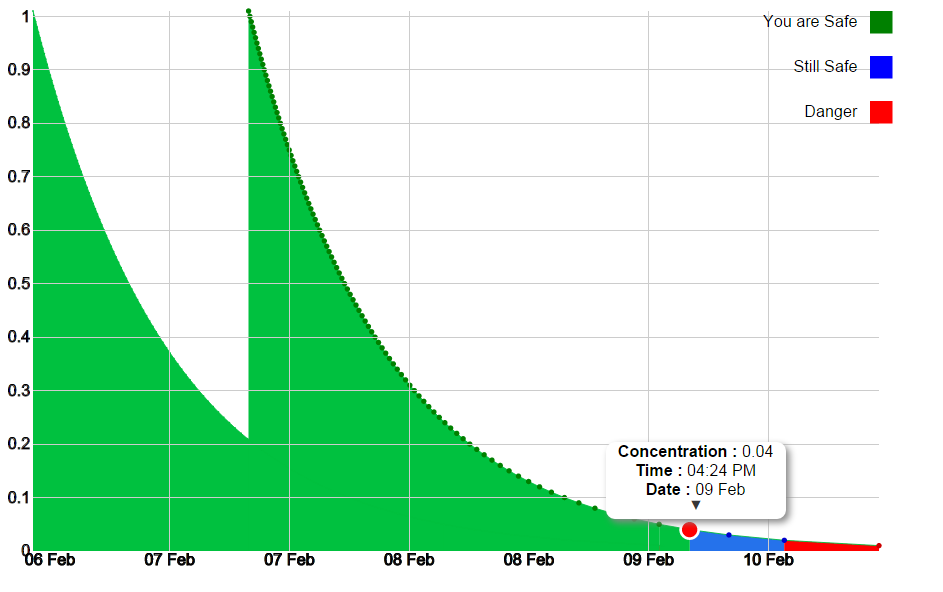 You are Safe
Still Safe
Danger
1
0.9
0.8
0.7
0.6
0.5
0.4
0.3
0.2
0.1
0
Concentration : 0.04
Time : 04:24 PM
Date : 09 Feb
▼
06 Feb 07 Feb 07 Feb 08 Feb 08 Feb 09 Feb 10 Feb